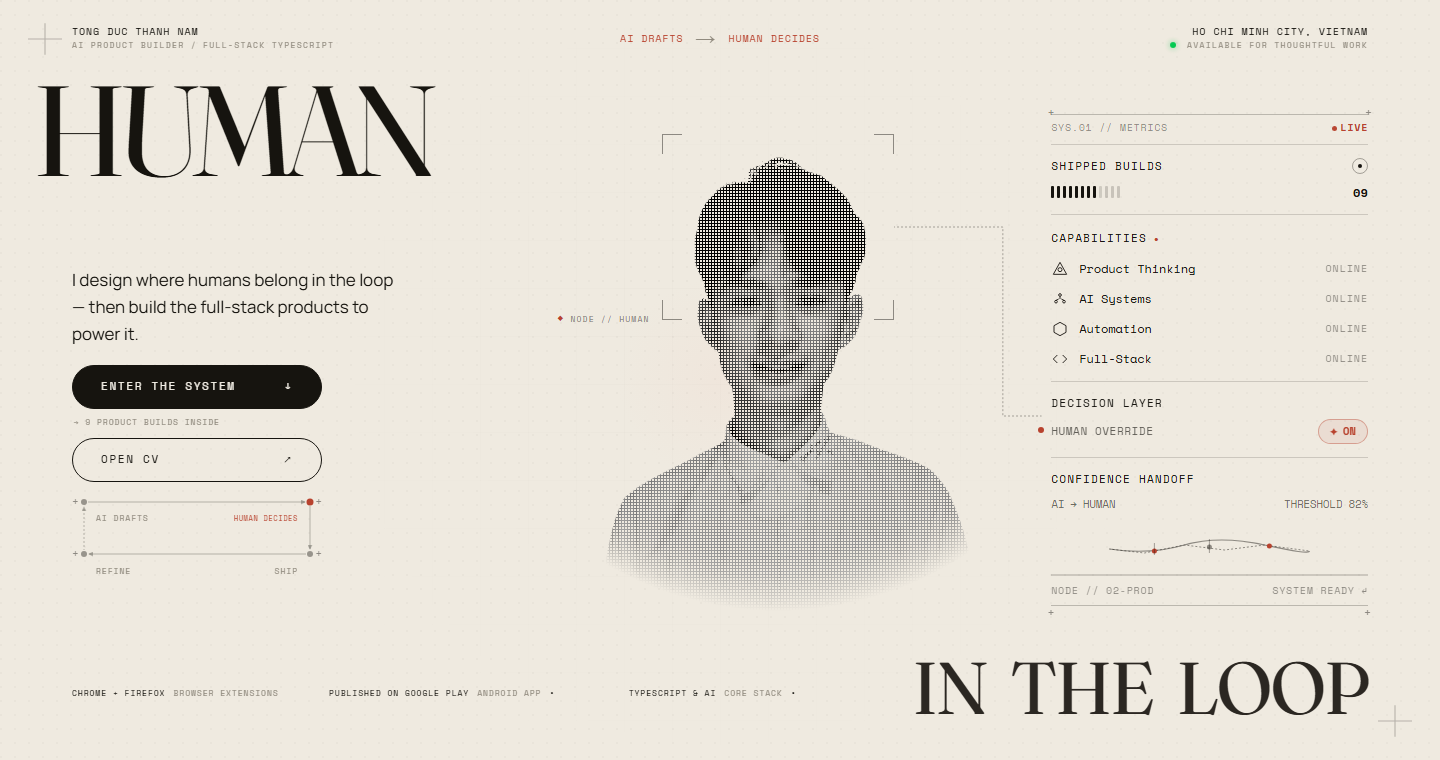 TONG DUC THANH NAM
AI PRODUCT BUILDER / FULL-STACK TYPESCRIPT
AI DRAFTS → HUMAN DECIDES
HO CHI MINH CITY, VIETNAM
AVAILABLE FOR THOUGHTFUL WORK
HUMAN
I design where humans belong in the loop
— then build the full-stack products to
power it.
ENTER THE SYSTEM ↓
→ 9 PRODUCT BUILDS INSIDE
OPEN CV ↗
AI DRAFTS HUMAN DECIDES
REFINE SHIP
NODE // HUMAN
SYS.01 // METRICS LIVE
SHIPPED BUILDS
09
CAPABILITIES
Product Thinking ONLINE
AI Systems ONLINE
Automation ONLINE
Full-Stack ONLINE
DECISION LAYER
HUMAN OVERRIDE ✦ ON
CONFIDENCE HANDOFF
AI → HUMAN THRESHOLD 82%
NODE // 02-PROD SYSTEM READY ↲
CHROME + FIREFOX BROWSER EXTENSIONS
PUBLISHED ON GOOGLE PLAY ANDROID APP •
TYPESCRIPT & AI CORE STACK •
IN THE LOOP